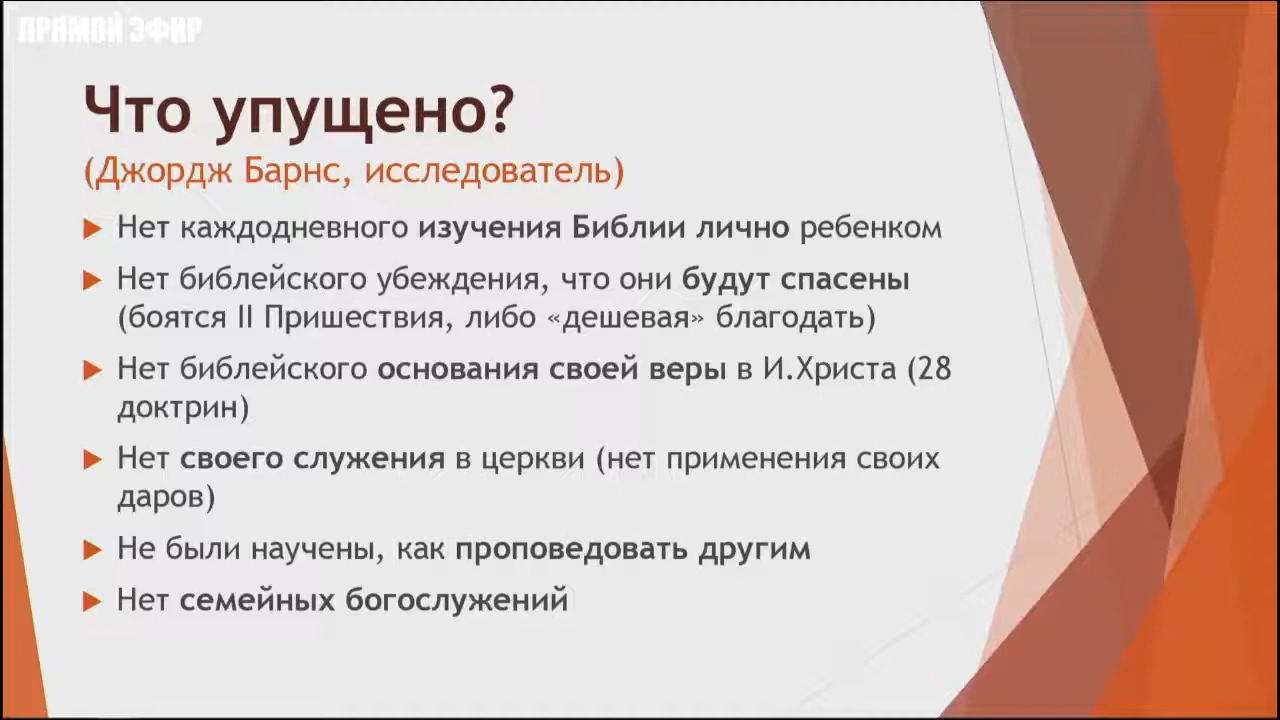 ПРЯМОЙ ЭФИР
Что упущено?
(Джордж Барнс, исследователь)
Нет каждодневного изучения Библии лично ребенком
Нет библейского убеждения, что они будут спасены
(боятся II Пришествия, либо «дешевая» благодать)
Нет библейского основания своей веры в И.Христа (28
доктрин)
Нет своего служения в церкви (нет применения своих
даров)
Не были научены, как проповедовать другим
Нет семейных богослужений